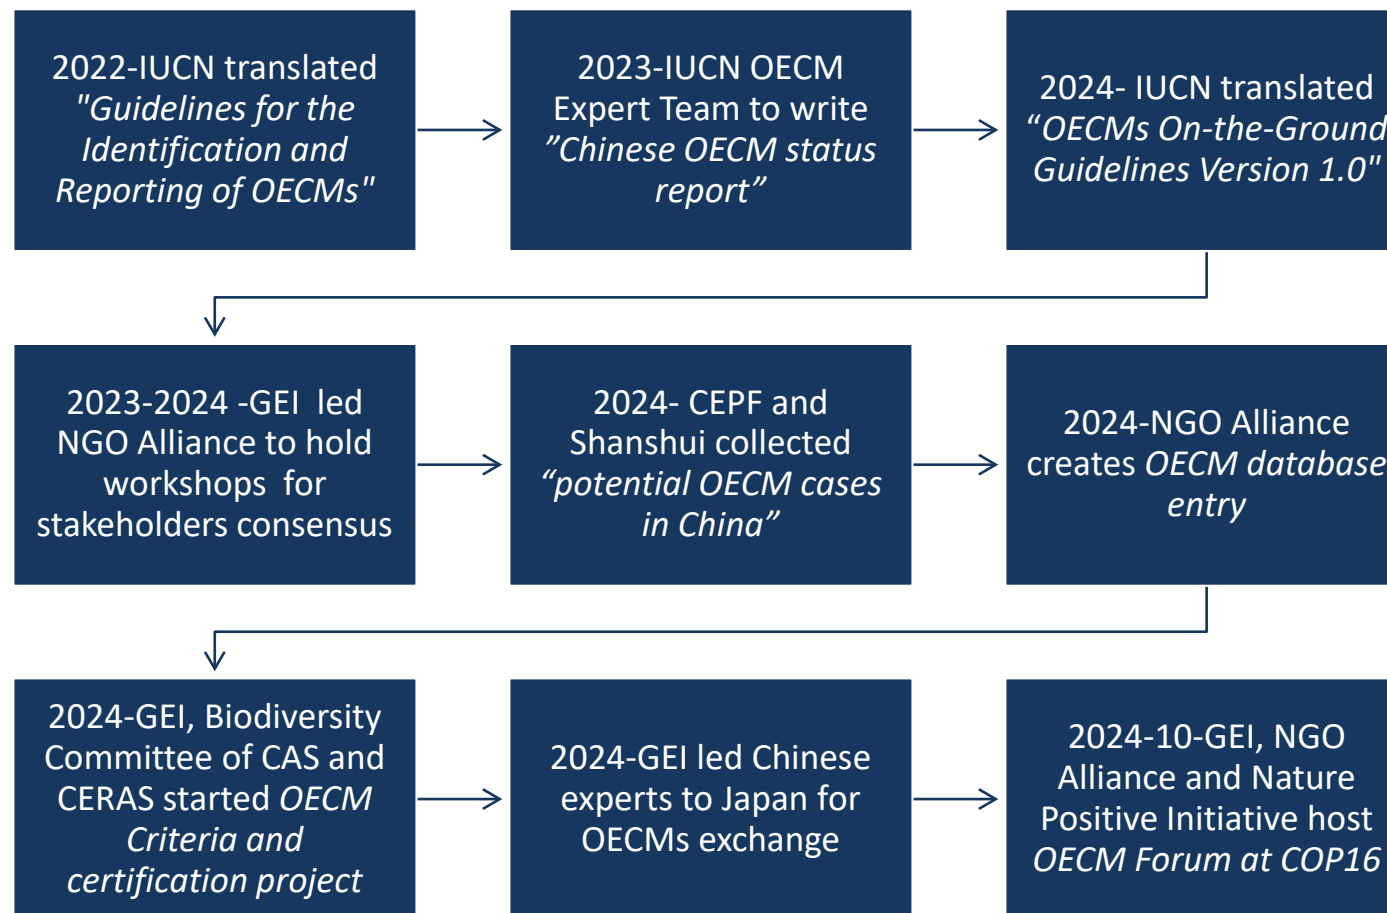 2022-IUCN translated
"Guidelines for the
Identification and
Reporting of OECMs"
2023-IUCN OECM
Expert Team to write
”Chinese OECM status
report”
2024- IUCN translated
“OECMs On-the-Ground
Guidelines Version 1.0"
2023-2024 -GEI led
NGO Alliance to hold
workshops for
stakeholders consensus
2024- CEPF and
Shanshui collected
“potential OECM cases
in China”
2024-NGO Alliance
creates OECM database
entry
2024-GEI, Biodiversity
Committee of CAS and
CERAS started OECM
Criteria and
certification project
2024-GEI led Chinese
experts to Japan for
OECMs exchange
2024-10-GEI, NGO
Alliance and Nature
Positive Initiative host
OECM Forum at COP16